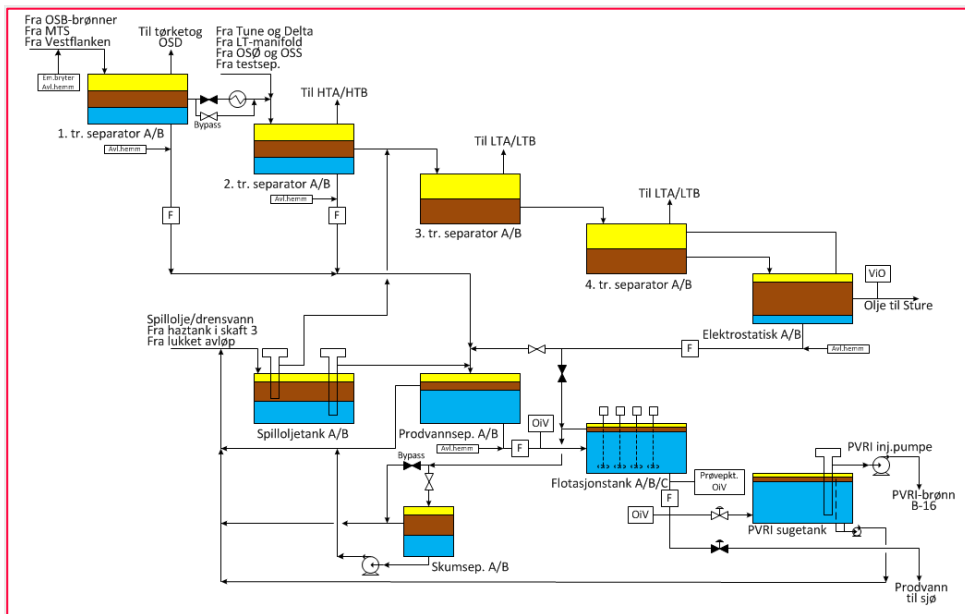 Fra OSB-brønner
Fra MTS
Fra Vestflanken
Til tørketog
OSD
Fra Tune og Delta
Fra LT-manifold
Fra OSØ og OSS
Fra testsep.
Em.bryter
Avl.hemm
Bypass
1. tr. separator A/B
Avl.hemm
F
Til HTA/HTB
2. tr. separator A/B
Avl.hemm
F
Til LTA/LTB
3. tr. separator A/B
Til LTA/LTB
4. tr. separator A/B
ViO
Olje til Sture
Elektrostatisk A/B
Avl.hemm
F
Spillolje/drensvann
Fra haztank i skaft 3
Fra lukket avløp
Spilloljetank A/B
Prodvannsep. A/B
Avl.hemm
F
OiV
Flotasjonstank A/B/C
Prøvepkt.
OiV
F
OiV
PVRI inj.pumpe
PVRI-brønn
B-16
PVRI sugetank
Bypass
Skumsep. A/B
Prodvann
til sjø